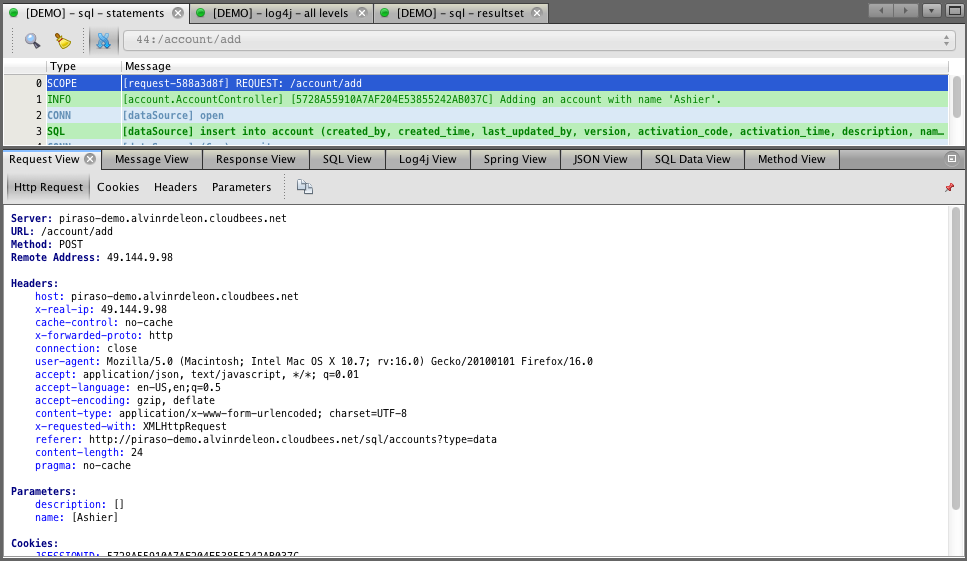 [DEMO] – sql – statements [DEMO] – log4j – all levels [DEMO] – sql – resultset
44:/account/add
Type Message
0 SCOPE [request-588a3d8f] REQUEST: /account/add
1 INFO [account.AccountController] [5728A55910A7AF204E53855242AB037C] Adding an account with name 'Ashier'.
2 CONN [dataSource] open
3 SQL [dataSource] insert into account (created_by, created_time, last_updated_by, version, activation_code, activation_time, description, nam…
Request View Message View Response View SQL View Log4j View Spring View JSON View SQL Data View Method View
Http Request Cookies Headers Parameters
Server: piraso-demo.alvinrdeleon.cloudbees.net
URL: /account/add
Method: POST
Remote Address: 49.144.9.98
Headers:
host: piraso-demo.alvinrdeleon.cloudbees.net
x-real-ip: 49.144.9.98
cache-control: no-cache
x-forwarded-proto: http
connection: close
user-agent: Mozilla/5.0 (Macintosh; Intel Mac OS X 10.7; rv:16.0) Gecko/20100101 Firefox/16.0
accept: application/json, text/javascript, */*; q=0.01
accept-language: en-US,en;q=0.5
accept-encoding: gzip, deflate
content-type: application/x-www-form-urlencoded; charset=UTF-8
x-requested-with: XMLHttpRequest
referer: http://piraso-demo.alvinrdeleon.cloudbees.net/sql/accounts?type=data
content-length: 24
pragma: no-cache
Parameters:
description: []
name: [Ashier]
Cookies:
JSESSIONID: 5728A55910A7AF204E53855242AB037C